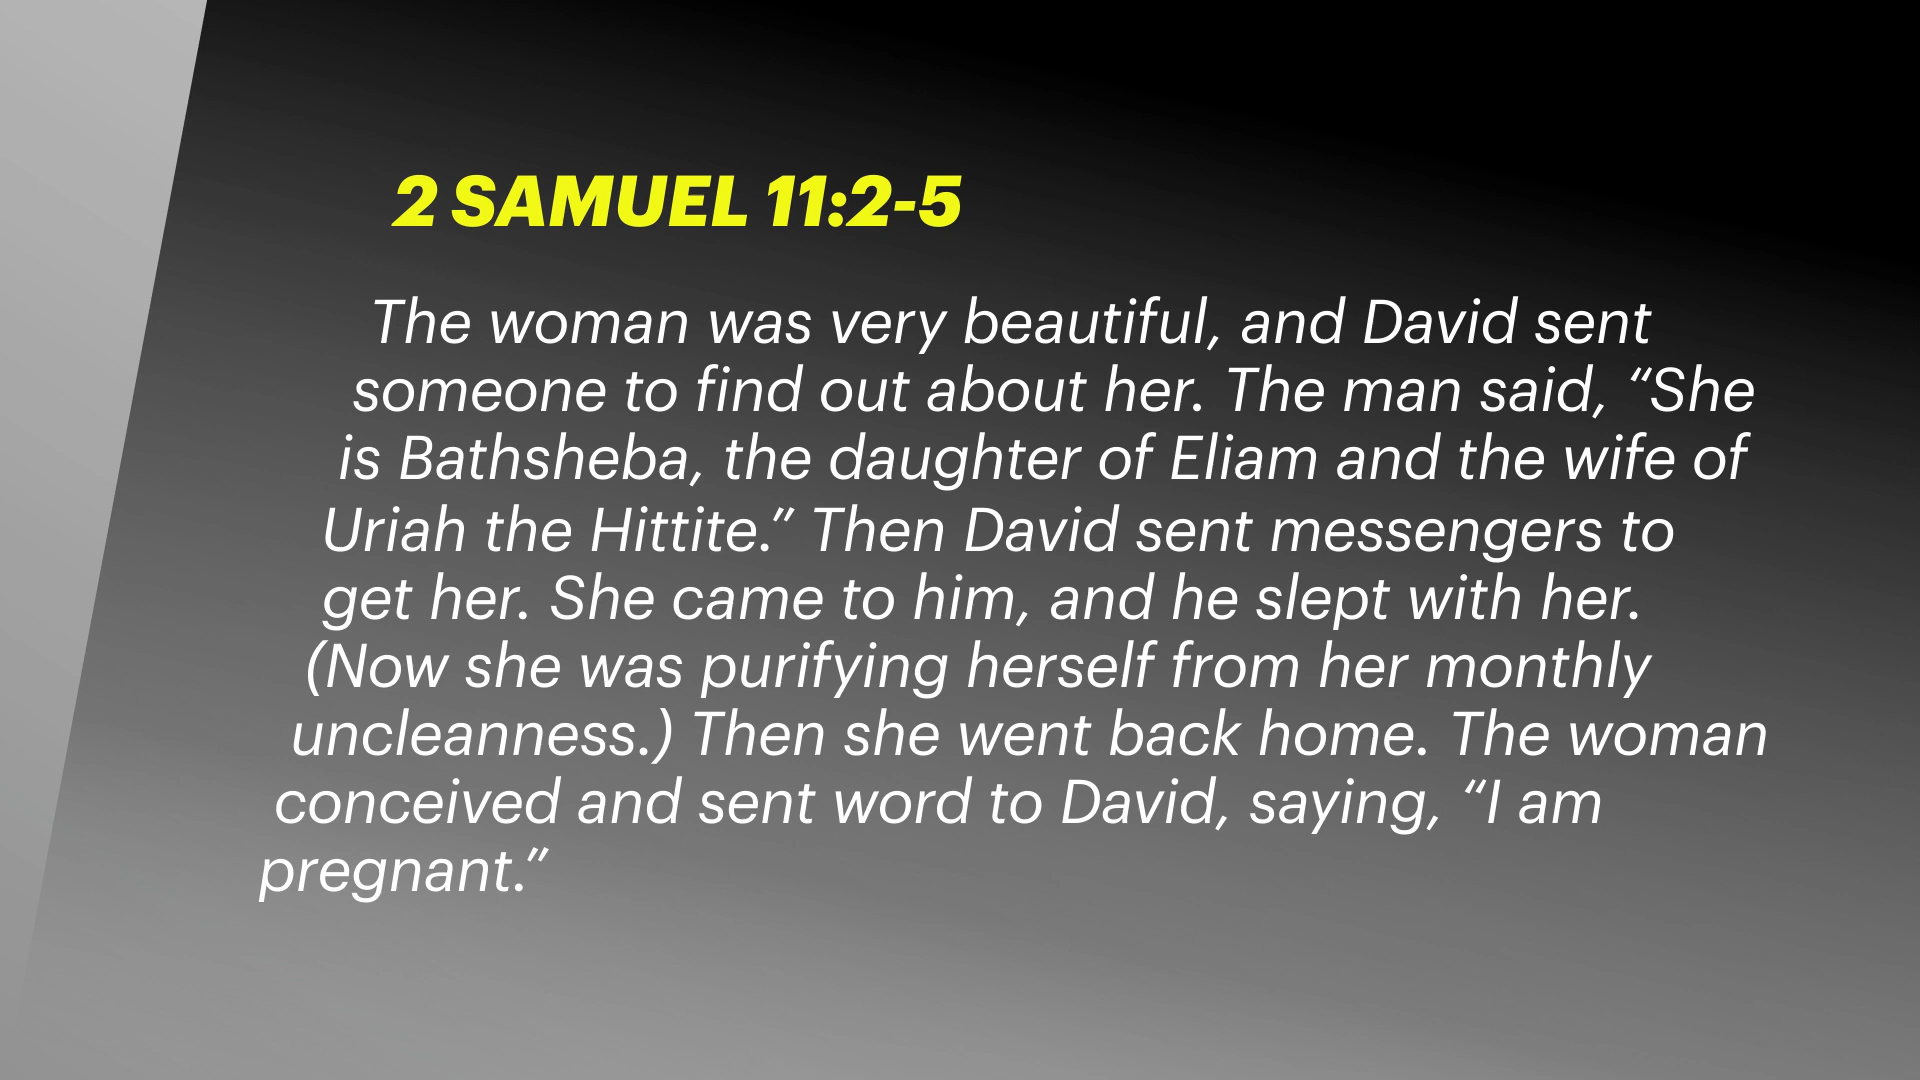 2 SAMUEL 11:2-5
The woman was very beautiful, and David sent
someone to find out about her. The man said, “She
is Bathsheba, the daughter of Eliam and the wife of
Uriah the Hittite.” Then David sent messengers to
get her. She came to him, and he slept with her.
(Now she was purifying herself from her monthly
uncleanness.) Then she went back home. The woman
conceived and sent word to David, saying, “I am
pregnant.”